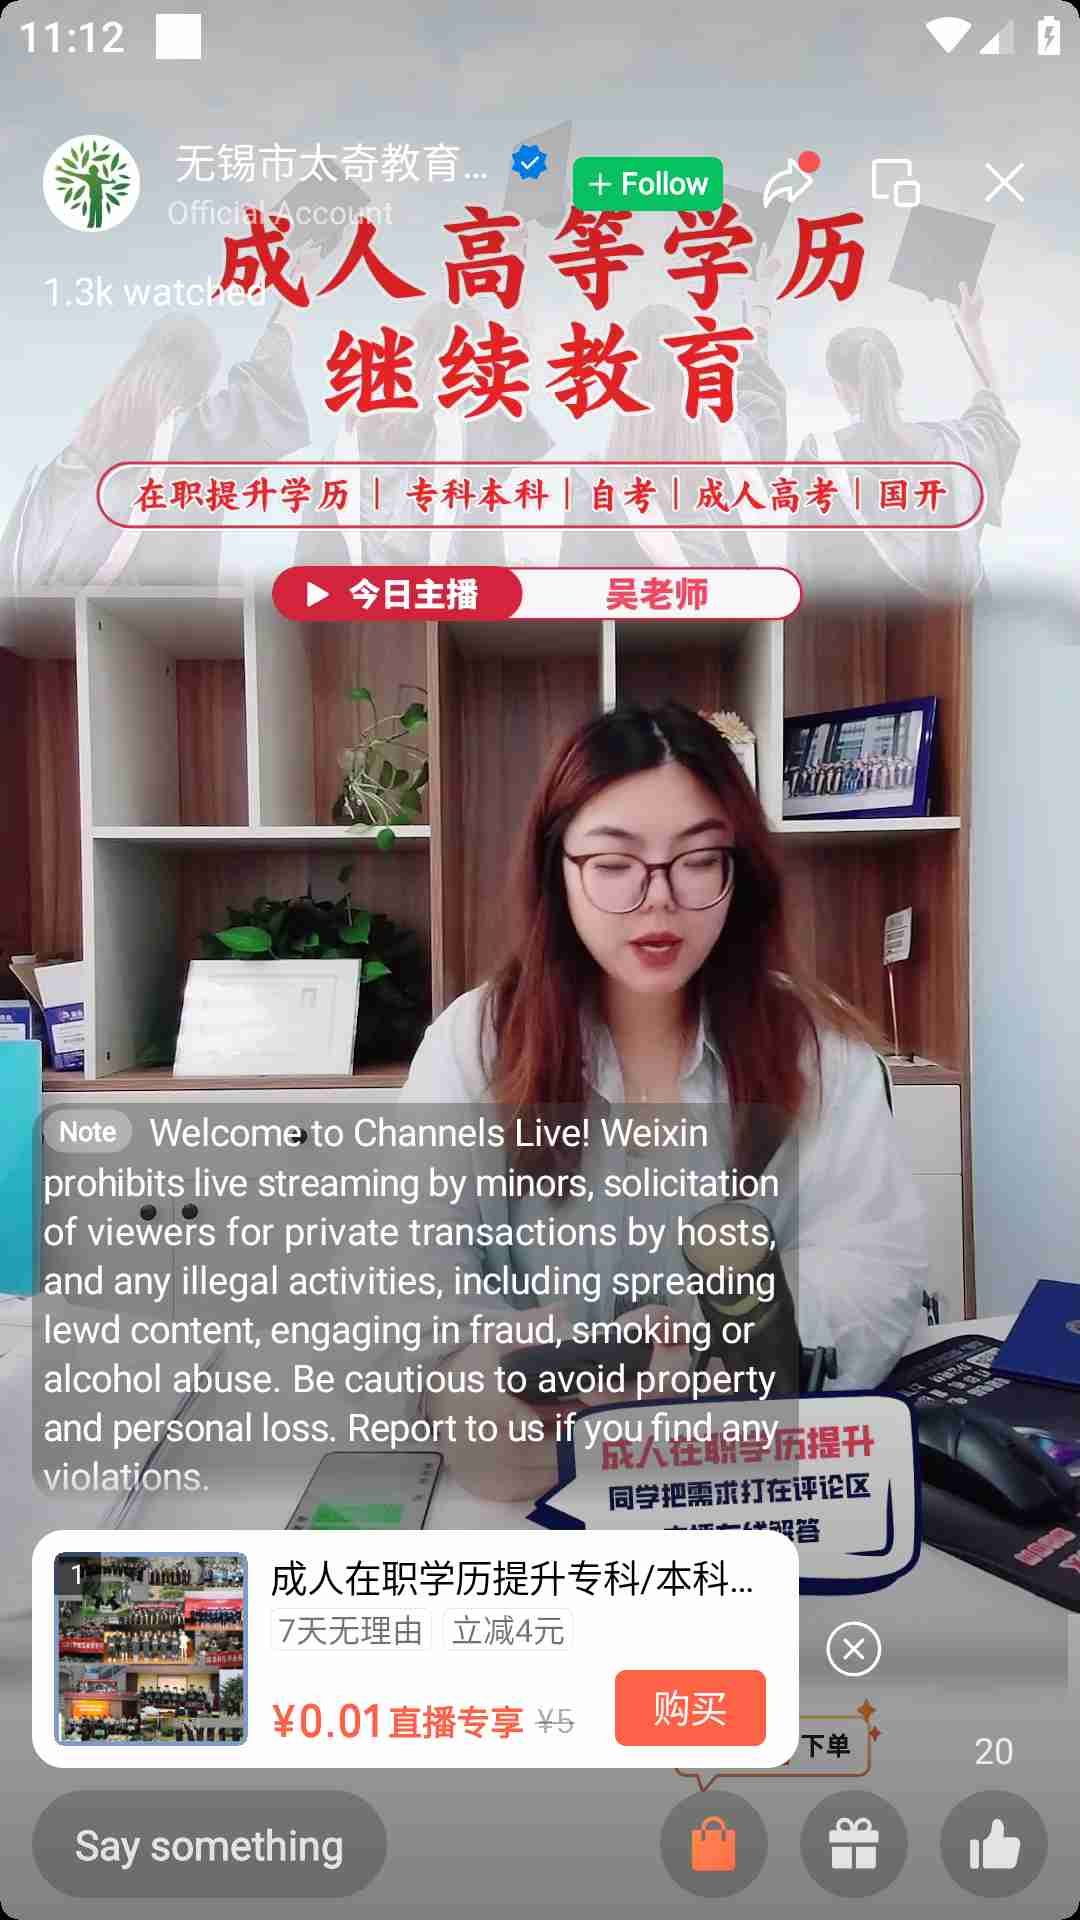 11:12
无锡市太奇教育...
Official Account
+ Follow
成人高等学历
1.3k watched
继续教育
在职提升学历 | 专科本科 | 自考 | 成人高考 | 国开
今日主播 吴老师
Note Welcome to Channels Live! Weixin
prohibits live streaming by minors, solicitation
of viewers for private transactions by hosts,
and any illegal activities, including spreading
lewd content, engaging in fraud, smoking or
alcohol abuse. Be cautious to avoid property
and personal loss. Report to us if you find any
violations.
成人在职学历提升
同学把需求打在评论区
主播在线解答
1
成人在职学历提升专科/本科...
7天无理由 立减4元
¥0.01 直播专享 ¥5
购买
下单
20
Say something